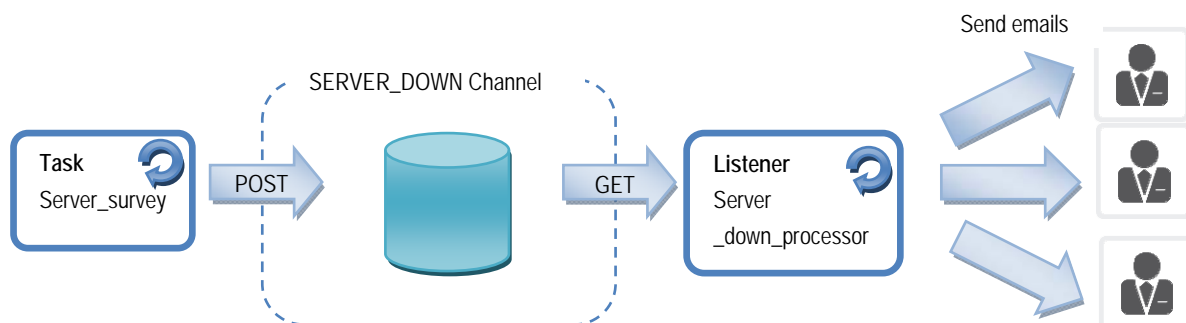 Send emails
SERVER_DOWN Channel
Task
Server_survey
POST
GET
Listener
Server
_down_processor